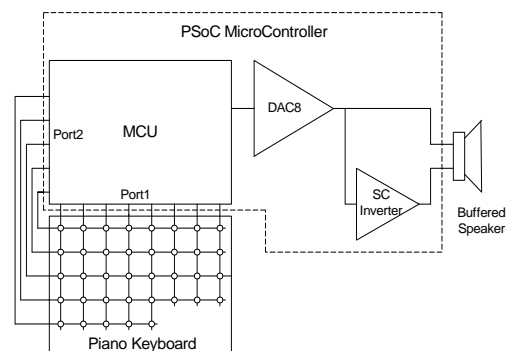 PSoC MicroController
MCU
DAC8
Port2
Port1
SC
Inverter
Buffered
Speaker
Piano Keyboard